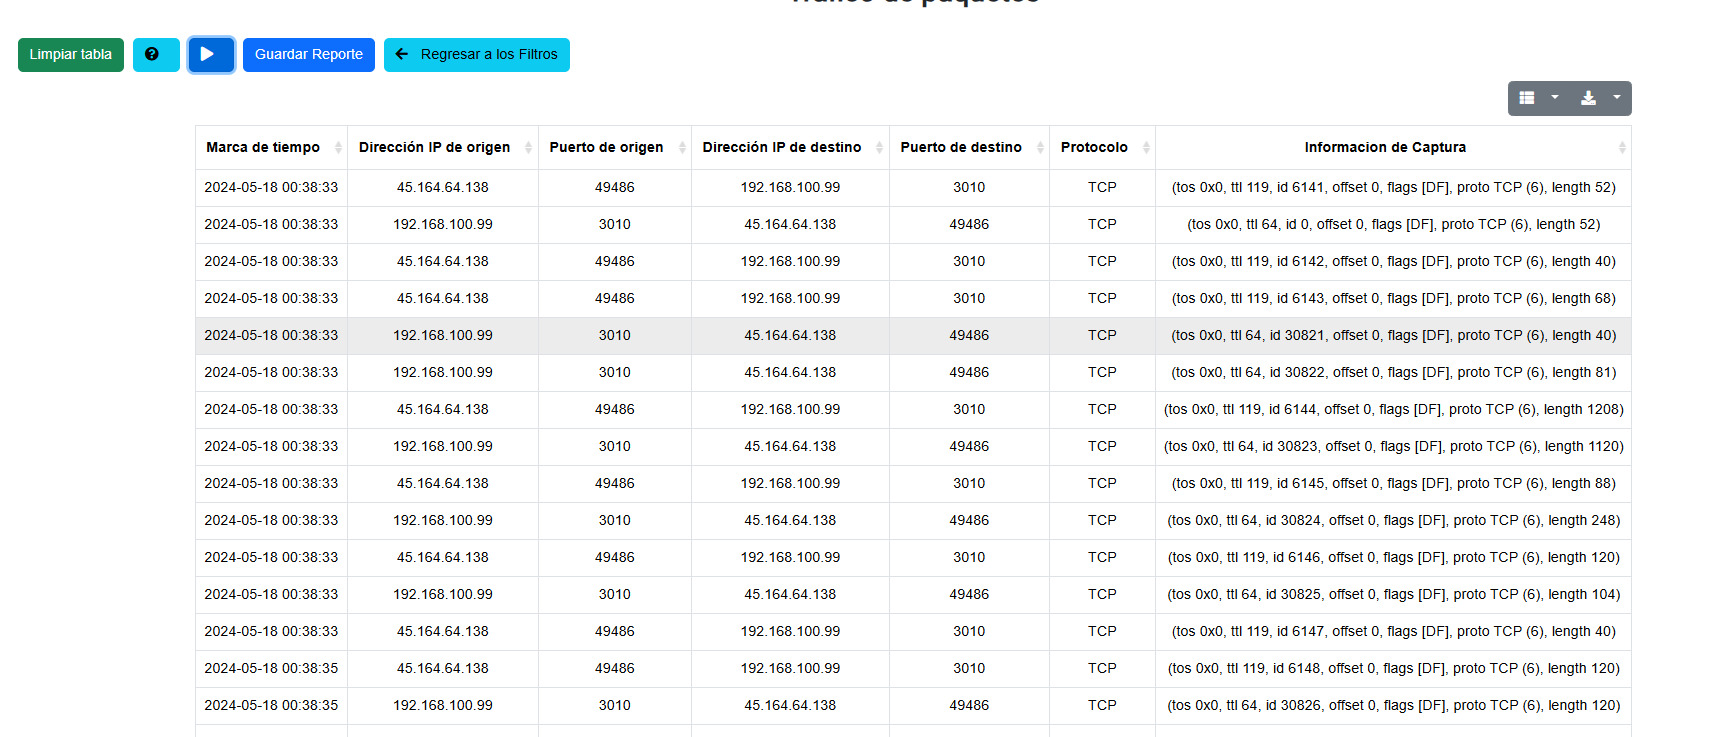 Tráfico de paquetes
Limpiar tabla
Guardar Reporte
Regresar a los Filtros
Marca de tiempo Dirección IP de origen Puerto de origen Dirección IP de destino Puerto de destino Protocolo Informacion de Captura
2024-05-18 00:38:33 45.164.64.138 49486 192.168.100.99 3010 TCP (tos 0x0, ttl 119, id 6141, offset 0, flags [DF], proto TCP (6), length 52)
2024-05-18 00:38:33 192.168.100.99 3010 45.164.64.138 49486 TCP (tos 0x0, ttl 64, id 0, offset 0, flags [DF], proto TCP (6), length 52)
2024-05-18 00:38:33 45.164.64.138 49486 192.168.100.99 3010 TCP (tos 0x0, ttl 119, id 6142, offset 0, flags [DF], proto TCP (6), length 40)
2024-05-18 00:38:33 45.164.64.138 49486 192.168.100.99 3010 TCP (tos 0x0, ttl 119, id 6143, offset 0, flags [DF], proto TCP (6), length 68)
2024-05-18 00:38:33 192.168.100.99 3010 45.164.64.138 49486 TCP (tos 0x0, ttl 64, id 30821, offset 0, flags [DF], proto TCP (6), length 40)
2024-05-18 00:38:33 192.168.100.99 3010 45.164.64.138 49486 TCP (tos 0x0, ttl 64, id 30822, offset 0, flags [DF], proto TCP (6), length 81)
2024-05-18 00:38:33 45.164.64.138 49486 192.168.100.99 3010 TCP (tos 0x0, ttl 119, id 6144, offset 0, flags [DF], proto TCP (6), length 1208)
2024-05-18 00:38:33 192.168.100.99 3010 45.164.64.138 49486 TCP (tos 0x0, ttl 64, id 30823, offset 0, flags [DF], proto TCP (6), length 1120)
2024-05-18 00:38:33 45.164.64.138 49486 192.168.100.99 3010 TCP (tos 0x0, ttl 119, id 6145, offset 0, flags [DF], proto TCP (6), length 88)
2024-05-18 00:38:33 192.168.100.99 3010 45.164.64.138 49486 TCP (tos 0x0, ttl 64, id 30824, offset 0, flags [DF], proto TCP (6), length 248)
2024-05-18 00:38:33 45.164.64.138 49486 192.168.100.99 3010 TCP (tos 0x0, ttl 119, id 6146, offset 0, flags [DF], proto TCP (6), length 120)
2024-05-18 00:38:33 192.168.100.99 3010 45.164.64.138 49486 TCP (tos 0x0, ttl 64, id 30825, offset 0, flags [DF], proto TCP (6), length 104)
2024-05-18 00:38:33 45.164.64.138 49486 192.168.100.99 3010 TCP (tos 0x0, ttl 119, id 6147, offset 0, flags [DF], proto TCP (6), length 40)
2024-05-18 00:38:35 45.164.64.138 49486 192.168.100.99 3010 TCP (tos 0x0, ttl 119, id 6148, offset 0, flags [DF], proto TCP (6), length 120)
2024-05-18 00:38:35 192.168.100.99 3010 45.164.64.138 49486 TCP (tos 0x0, ttl 64, id 30826, offset 0, flags [DF], proto TCP (6), length 120)